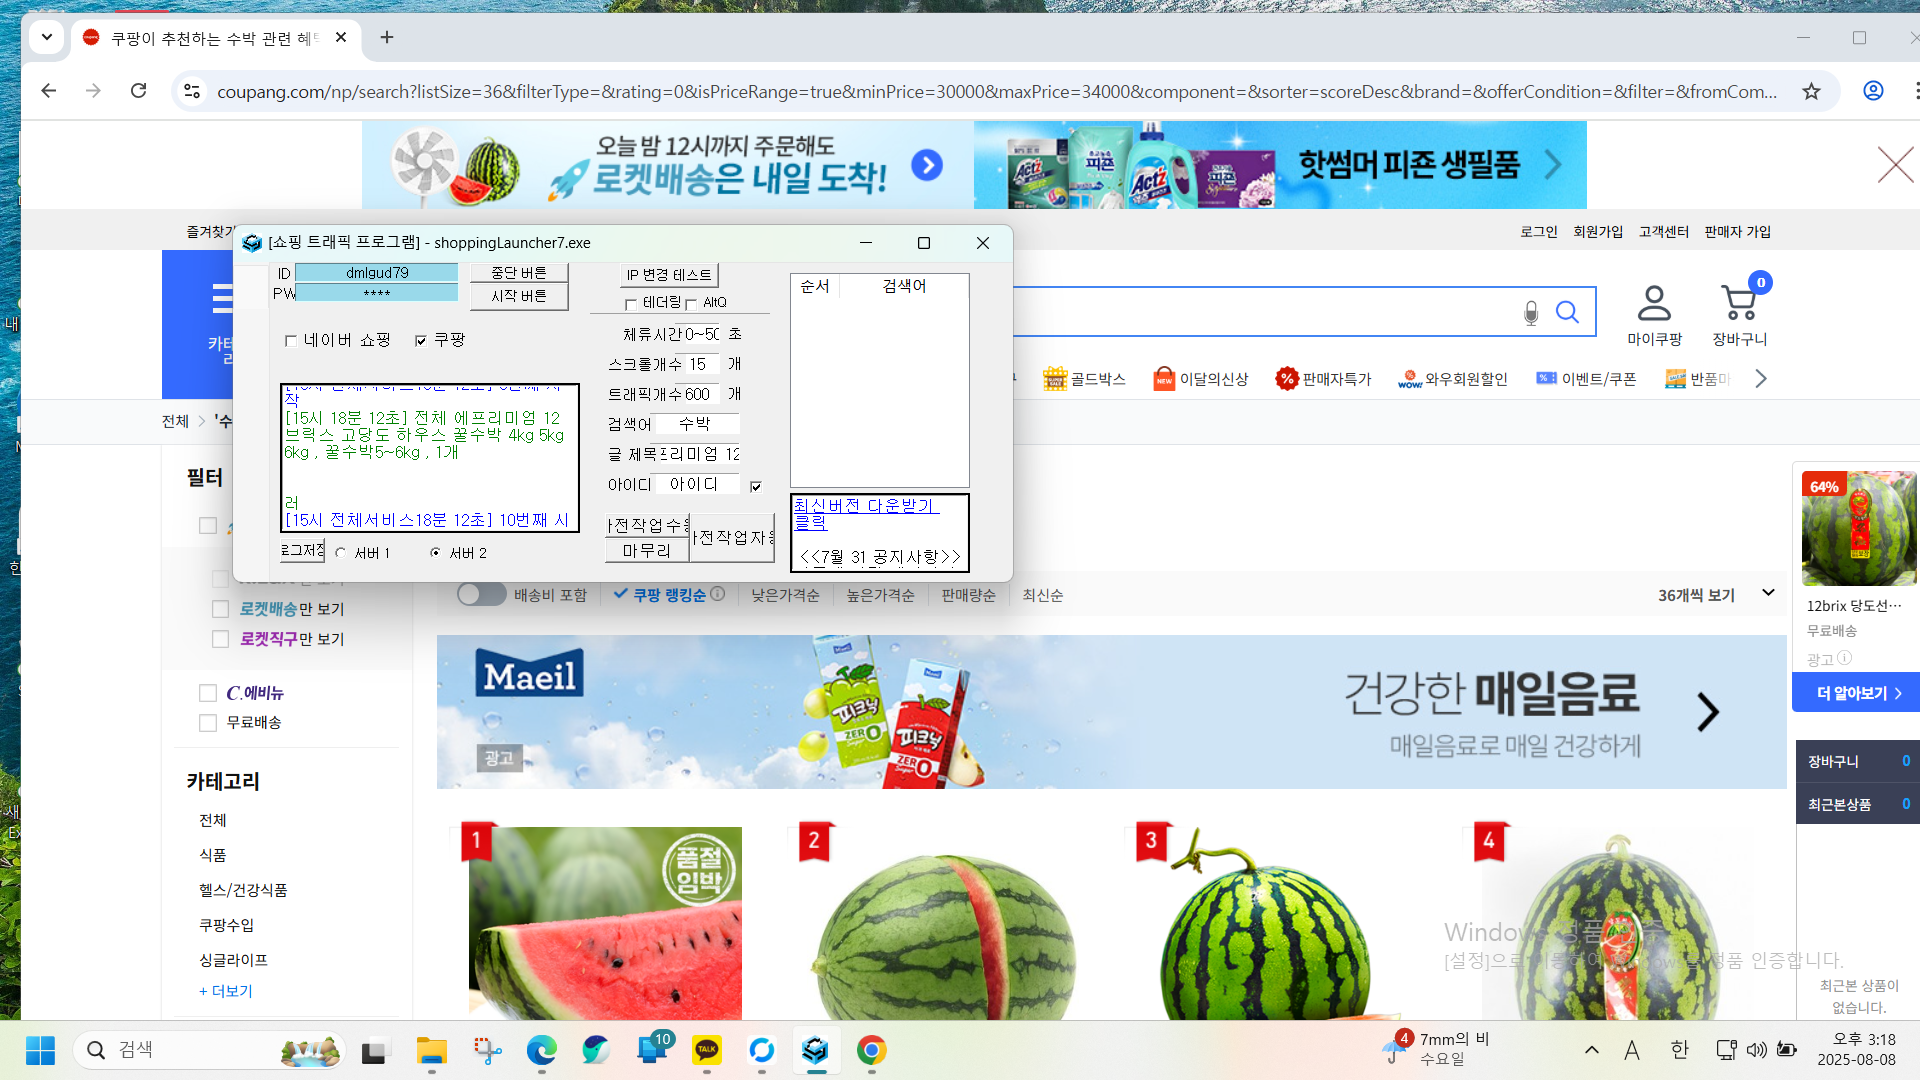 쿠팡이 추천하는 수박 관련 혜
coupang.com/np/search?listSize=36&filterType=&rating=0&isPriceRange=true&minPrice=30000&maxPrice=34000&component=&sorter=scoreDesc&brand=&offerCondition=&filter=&fromCom...
오늘 밤 12시까지 주문해도
로켓배송은 내일 도착!
핫썸머 피죤 생필품
즐겨찾기
로그인 회원가입 고객센터 판매자 가입
[쇼핑 트래픽 프로그램] - shoppingLauncher7.exe
ID dmlgud79 중단 버튼
PW **** 시작 버튼
네이버 쇼핑 쿠팡
작
[15시 18분 12초] 전체 에프리미엄 12
브릭스 고당도 하우스 꿀수박 4kg 5kg
6kg , 꿀수박5~6kg , 1개
러
[15시 전체서비스18분 12초] 10번째 시
로그저장 서버 1 서버 2
IP 변경 테스트
테더링 AltQ
체류시간 0~50 초
스크롤개수 15 개
트래픽개수 600 개
검색어 수박
글 제목 프리미엄 12
아이디 아이디
전작업수동
마무리
전작업자동
순서 검색어
최신버전 다운받기
클릭
<<7월 31 공지사항>>
0
마이쿠팡 장바구니
골드박스 이달의신상 판매자특가 와우회원할인 이벤트/쿠폰 반품마
전체 > '수
필터
로켓배송만 보기
로켓직구만 보기
C.에비뉴
무료배송
카테고리
전체
식품
헬스/건강식품
쿠팡수입
싱글라이프
+ 더보기
배송비 포함 쿠팡 랭킹순 낮은가격순 높은가격순 판매량순 최신순
36개씩 보기
Maeil
피크닉
ZERO
피크닉
ZERO
광고
건강한 매일음료
매일음료로 매일 건강하게
1
품절
임박
2
3
4
64%
12brix 당도선...
무료배송
광고
더 알아보기 >
장바구니 0
최근본상품 0
최근본 상품이
없습니다.
Windows 정품 인증
[설정]으로 이동하여 Windows를 정품 인증합니다.
검색
10
TALK
4
7mm의 비
수요일
A 한
오후 3:18
2025-08-08